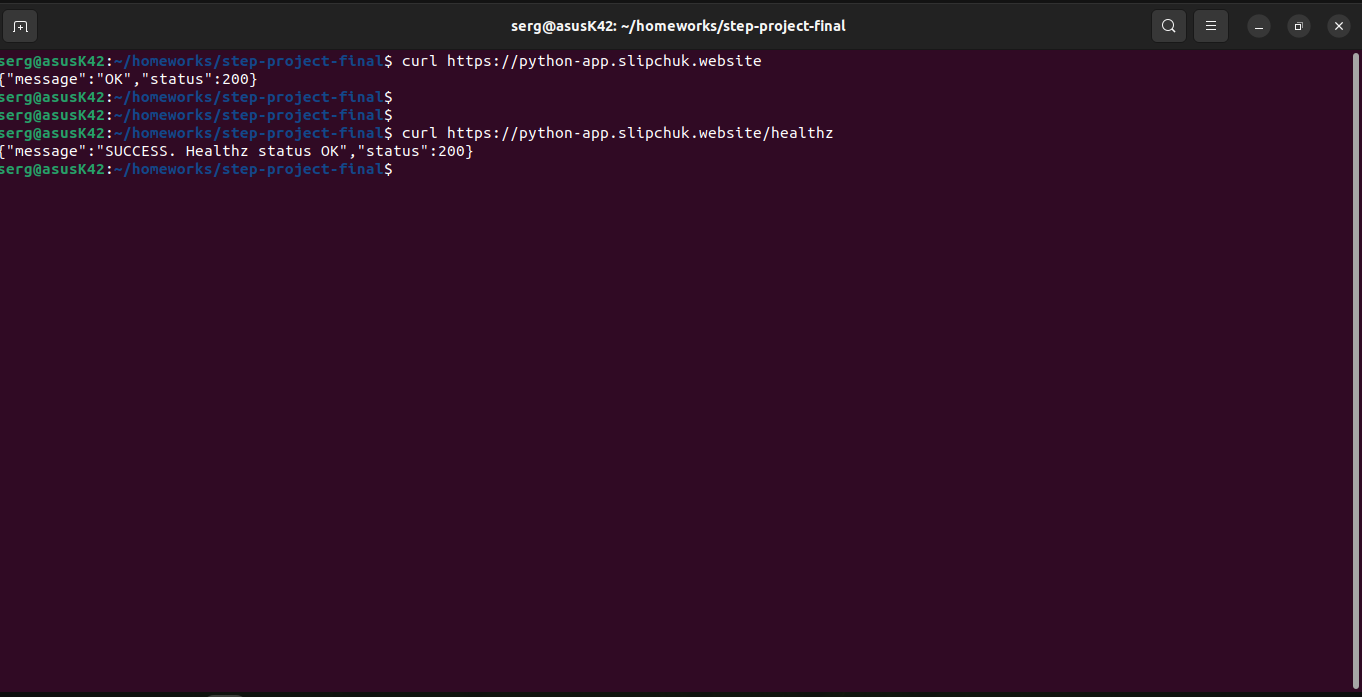 serg@asusK42: ~/homeworks/step-project-final
serg@asusK42:~/homeworks/step-project-final$ curl https://python-app.slipchuk.website
{"message":"OK","status":200}
serg@asusK42:~/homeworks/step-project-final$
serg@asusK42:~/homeworks/step-project-final$
serg@asusK42:~/homeworks/step-project-final$ curl https://python-app.slipchuk.website/healthz
{"message":"SUCCESS. Healthz status OK","status":200}
serg@asusK42:~/homeworks/step-project-final$